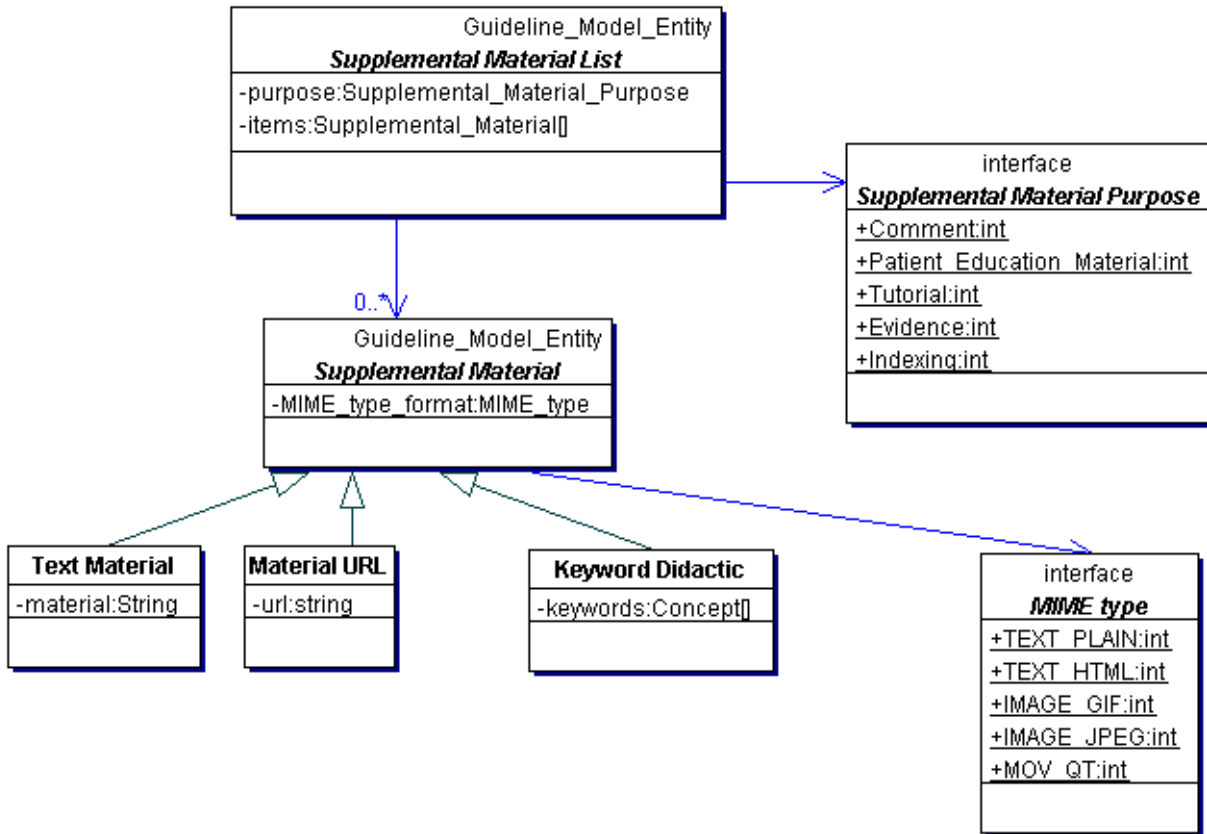 Guideline_Model_Entity
Supplemental Material List
-purpose:Supplemental_Material_Purpose
-items:Supplemental_Material[]
interface
Supplemental Material Purpose
+Comment:int
+Patient_Education_Material:int
+Tutorial:int
+Evidence:int
+Indexing:int
0..*
Guideline_Model_Entity
Supplemental Material
-MIME_type_format:MIME_type
Text Material
-material:String
Material URL
-url:string
Keyword Didactic
-keywords:Concept[]
interface
MIME type
+TEXT_PLAIN:int
+TEXT_HTML:int
+IMAGE_GIF:int
+IMAGE_JPEG:int
+MOV_QT:int